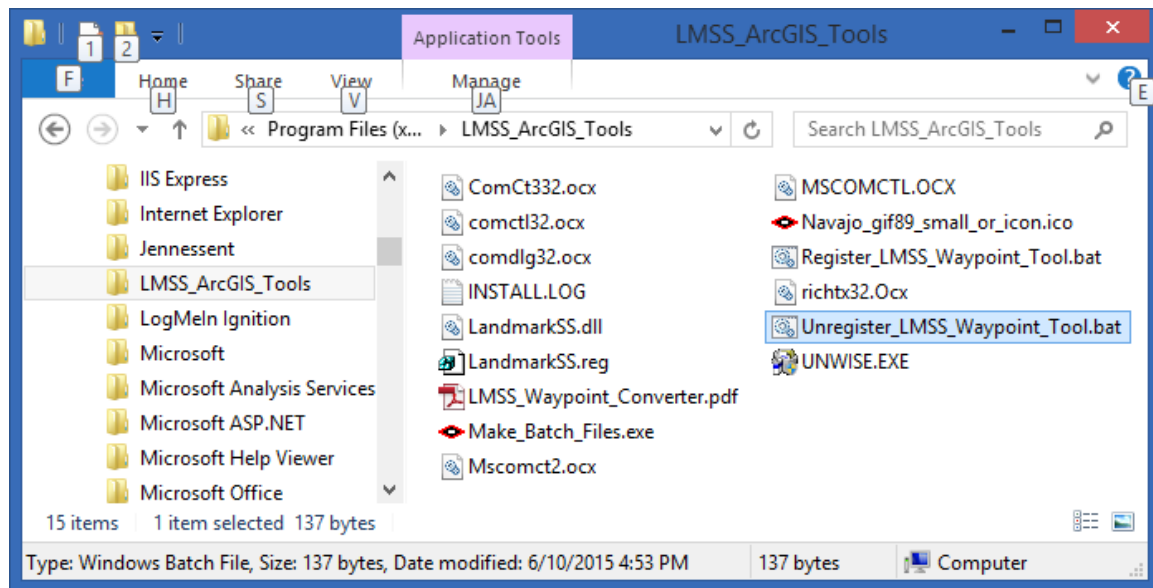 1 2
Application Tools
LMSS_ArcGIS_Tools
F
Home
Share
View
Manage
H
S
V
JA
E
« Program Files (x... LMSS_ArcGIS_Tools
Search LMSS_ArcGIS_Tools
IIS Express
Internet Explorer
Jennessent
LMSS_ArcGIS_Tools
LogMeIn Ignition
Microsoft
Microsoft Analysis Services
Microsoft ASP.NET
Microsoft Help Viewer
Microsoft Office
ComCt332.ocx
comctl32.ocx
comdlg32.ocx
INSTALL.LOG
LandmarkSS.dll
LandmarkSS.reg
LMSS_Waypoint_Converter.pdf
Make_Batch_Files.exe
Mscomct2.ocx
MSCOMCTL.OCX
Navajo_gif89_small_or_icon.ico
Register_LMSS_Waypoint_Tool.bat
richtx32.Ocx
Unregister_LMSS_Waypoint_Tool.bat
UNWISE.EXE
15 items 1 item selected 137 bytes
Type: Windows Batch File, Size: 137 bytes, Date modified: 6/10/2015 4:53 PM 137 bytes Computer